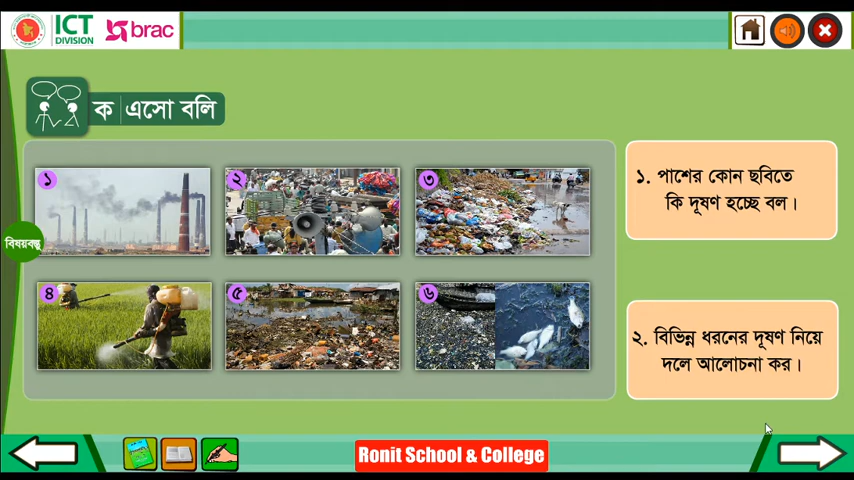 ICT
DIVISION
brac
ক এসো বলি
১
২
৩
৪
৫
৬
বিষয়বস্তু
১. পাশের কোন ছবিতে
কি দূষণ হচ্ছে বল।
২. বিভিন্ন ধরনের দূষণ নিয়ে
দলে আলোচনা কর।
Ronit School & College